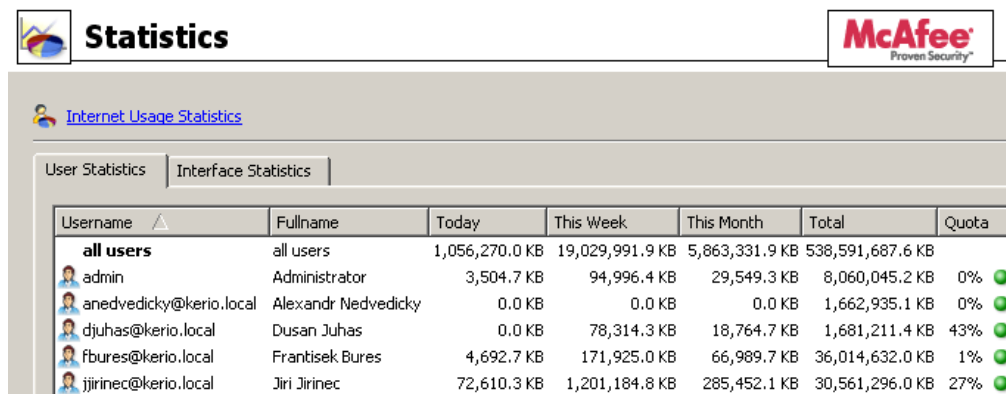 Statistics
McAfee
Proven Security™
Internet Usage Statistics
User Statistics Interface Statistics
Username Fullname Today This Week This Month Total Quota
all users all users 1,056,270.0 KB 19,029,991.9 KB 5,863,331.9 KB 538,591,687.6 KB
admin Administrator 3,504.7 KB 94,996.4 KB 29,549.3 KB 8,060,045.2 KB 0%
anedvedicky@kerio.local Alexandr Nedvedicky 0.0 KB 0.0 KB 0.0 KB 1,662,935.1 KB 0%
djuhas@kerio.local Dusan Juhas 0.0 KB 78,314.3 KB 18,764.7 KB 1,681,211.4 KB 43%
fbures@kerio.local Frantisek Bures 4,692.7 KB 171,925.0 KB 66,989.7 KB 36,014,632.0 KB 1%
jjirinec@kerio.local Jiri Jirinec 72,610.3 KB 1,201,184.8 KB 285,452.1 KB 30,561,296.0 KB 27%